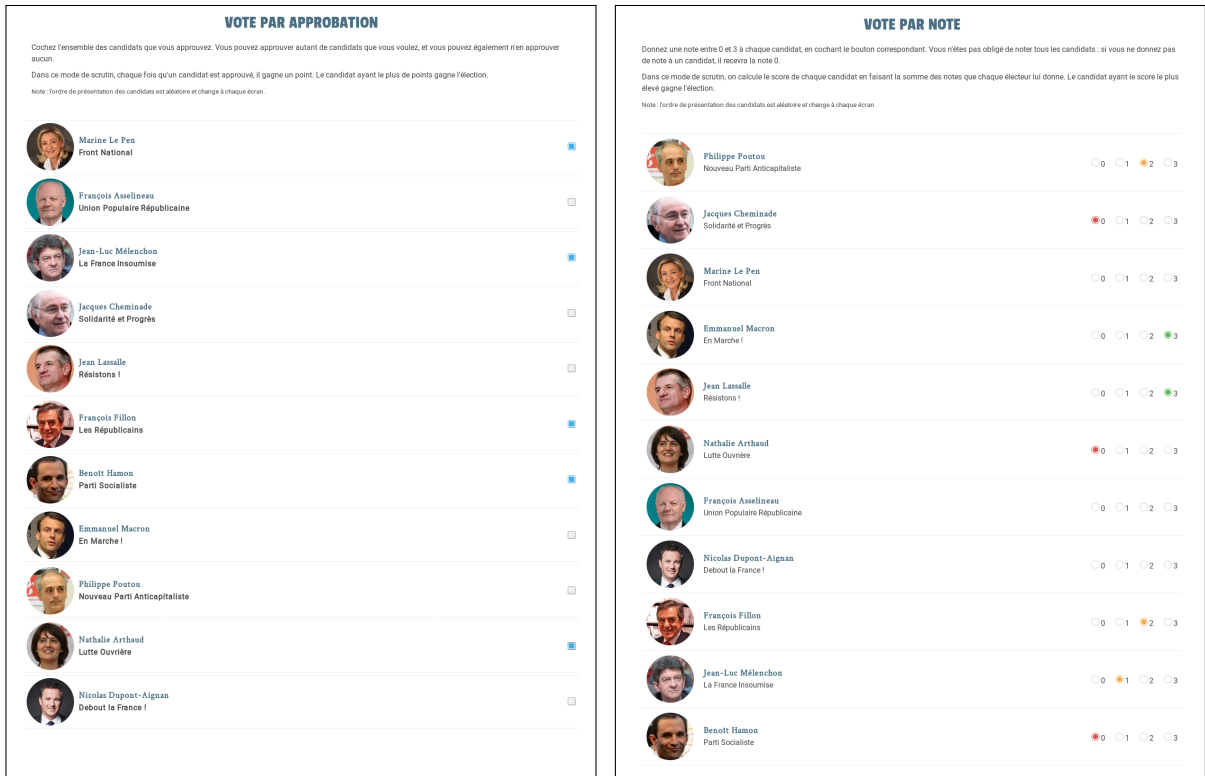 VOTE PAR APPROBATION
Cochez l'ensemble des candidats que vous approuvez. Vous pouvez approuver autant de candidats que vous voulez, et vous pouvez également n'en approuver
aucun.
Dans ce mode de scrutin, chaque fois qu'un candidat est approuvé, il gagne un point. Le candidat ayant le plus de points gagne l'élection.
Note : l'ordre de présentation des candidats est aléatoire et change à chaque écran.
Marine Le Pen
Front National
François Asselineau
Union Populaire Républicaine
Jean-Luc Mélenchon
La France Insoumise
Jacques Cheminade
Solidarité et Progrès
Jean Lassalle
Résistons !
François Fillon
Les Républicains
Benoît Hamon
Parti Socialiste
Emmanuel Macron
En Marche !
Philippe Poutou
Nouveau Parti Anticapitaliste
Nathalie Arthaud
Lutte Ouvrière
Nicolas Dupont-Aignan
Debout la France !
VOTE PAR NOTE
Donnez une note entre 0 et 3 à chaque candidat, en cochant le bouton correspondant. Vous n'êtes pas obligé de noter tous les candidats : si vous ne donnez pas
de note à un candidat, il recevra la note 0.
Dans ce mode de scrutin, on calcule le score de chaque candidat en faisant la somme des notes que chaque électeur lui donne. Le candidat ayant le score le plus
élevé gagne l'élection.
Note : l'ordre de présentation des candidats est aléatoire et change à chaque écran.
Philippe Poutou
Nouveau Parti Anticapitaliste
0 1 2 3
Jacques Cheminade
Solidarité et Progrès
0 1 2 3
Marine Le Pen
Front National
0 1 2 3
Emmanuel Macron
En Marche !
0 1 2 3
Jean Lassalle
Résistons !
0 1 2 3
Nathalie Arthaud
Lutte Ouvrière
0 1 2 3
François Asselineau
Union Populaire Républicaine
0 1 2 3
Nicolas Dupont-Aignan
Debout la France !
0 1 2 3
François Fillon
Les Républicains
0 1 2 3
Jean-Luc Mélenchon
La France Insoumise
0 1 2 3
Benoît Hamon
Parti Socialiste
0 1 2 3